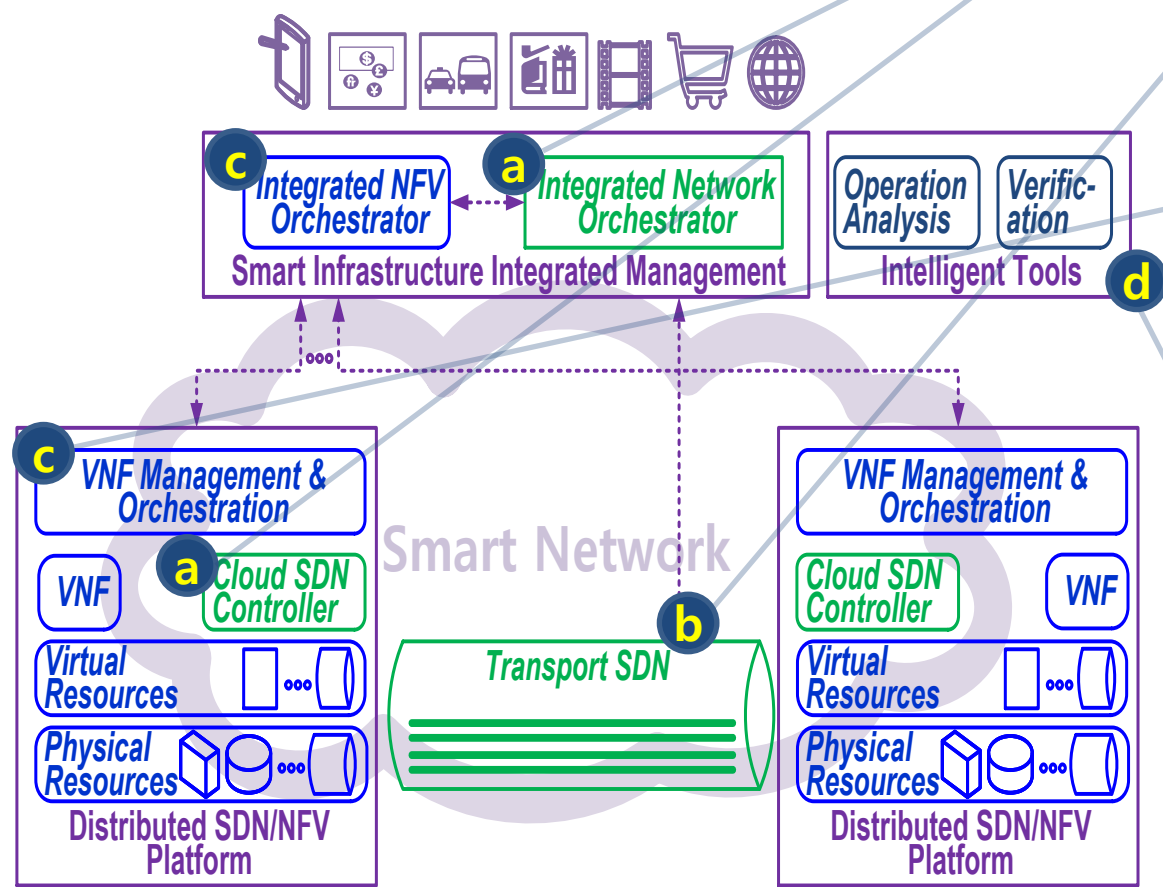 c
a
Integrated NFV
Orchestrator
Integrated Network
Orchestrator
Smart Infrastructure Integrated Management
Operation
Analysis
Verific-
ation
Intelligent Tools
d
c
VNF Management &
Orchestration
a
VNF
Cloud SDN
Controller
Virtual
Resources
Physical
Resources
Distributed SDN/NFV
Platform
Smart Network
b
Transport SDN
VNF Management &
Orchestration
Cloud SDN
Controller
VNF
Virtual
Resources
Physical
Resources
Distributed SDN/NFV
Platform